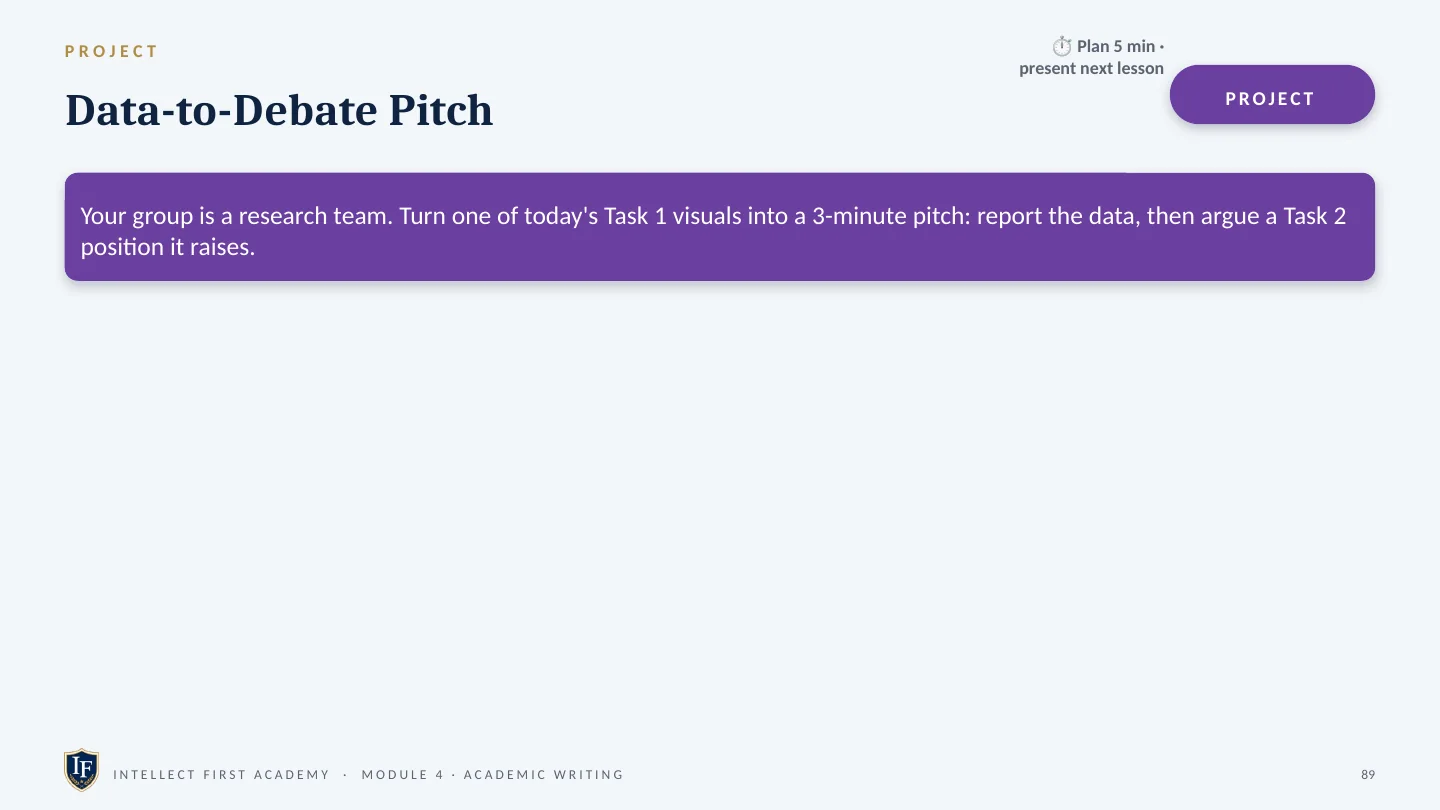 PROJECT
⏱ Plan 5 min ·
present next lesson
PROJECT
Data-to-Debate Pitch
Your group is a research team. Turn one of today's Task 1 visuals into a 3-minute pitch: report the data, then argue a Task 2
position it raises.
IF
INTELLECT FIRST ACADEMY · MODULE 4 · ACADEMIC WRITING
89